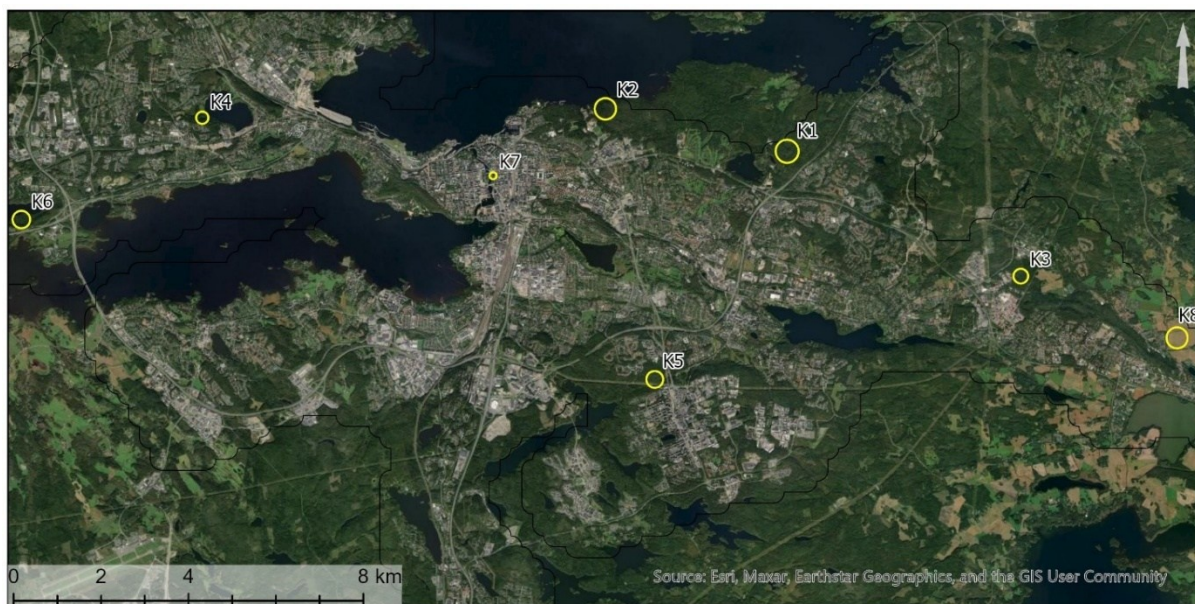 K2
K4
K1
K7
K6
K3
K8
K5
0 2 4 8 km
Source: Esri, Maxar, Earthstar Geographics, and the GIS User Community